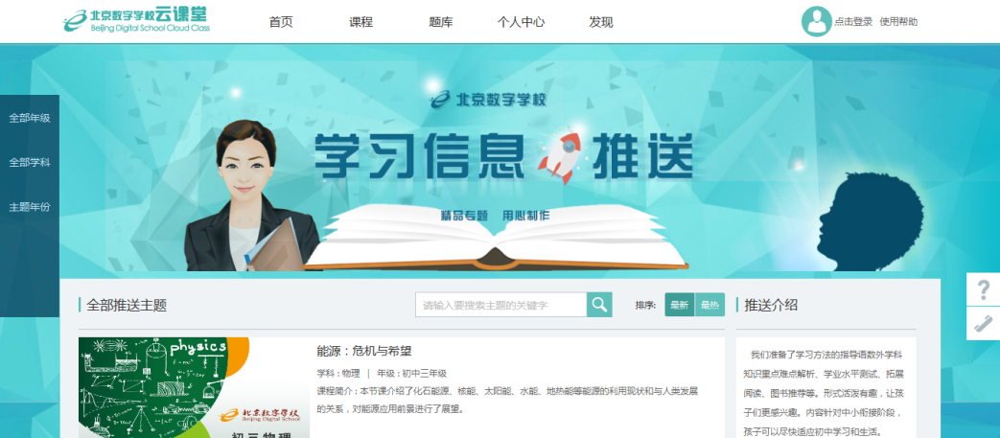 北京数字学校云课堂
Beijing Digital School Cloud Class
首页 课程 题库 个人中心 发现
点击登录 使用帮助
全部年级
全部学科
主题年份
北京数字学校
学习信息推送
精品专题 用心制作
全部推送主题
请输入要搜索主题的关键字
排序: 最新 最热
推送介绍
physics
北京数字学校
Beijing Digital School
初三物理
能源：危机与希望
学科：物理 | 年级：初中三年级
课程简介：本节课介绍了化石能源、核能、太阳能、水能、地热能等能源的利用现状和与人类发展
的关系，对能源应用前景进行了展望。
我们准备了学习方法的指导语数外学科
知识重点难点解析、学业水平测试、拓展
阅读、图书推荐等。形式活泼有趣，让孩
子们更感兴趣。内容针对中小衔接阶段，
孩子可以尽快适应初中学习和生活。
?